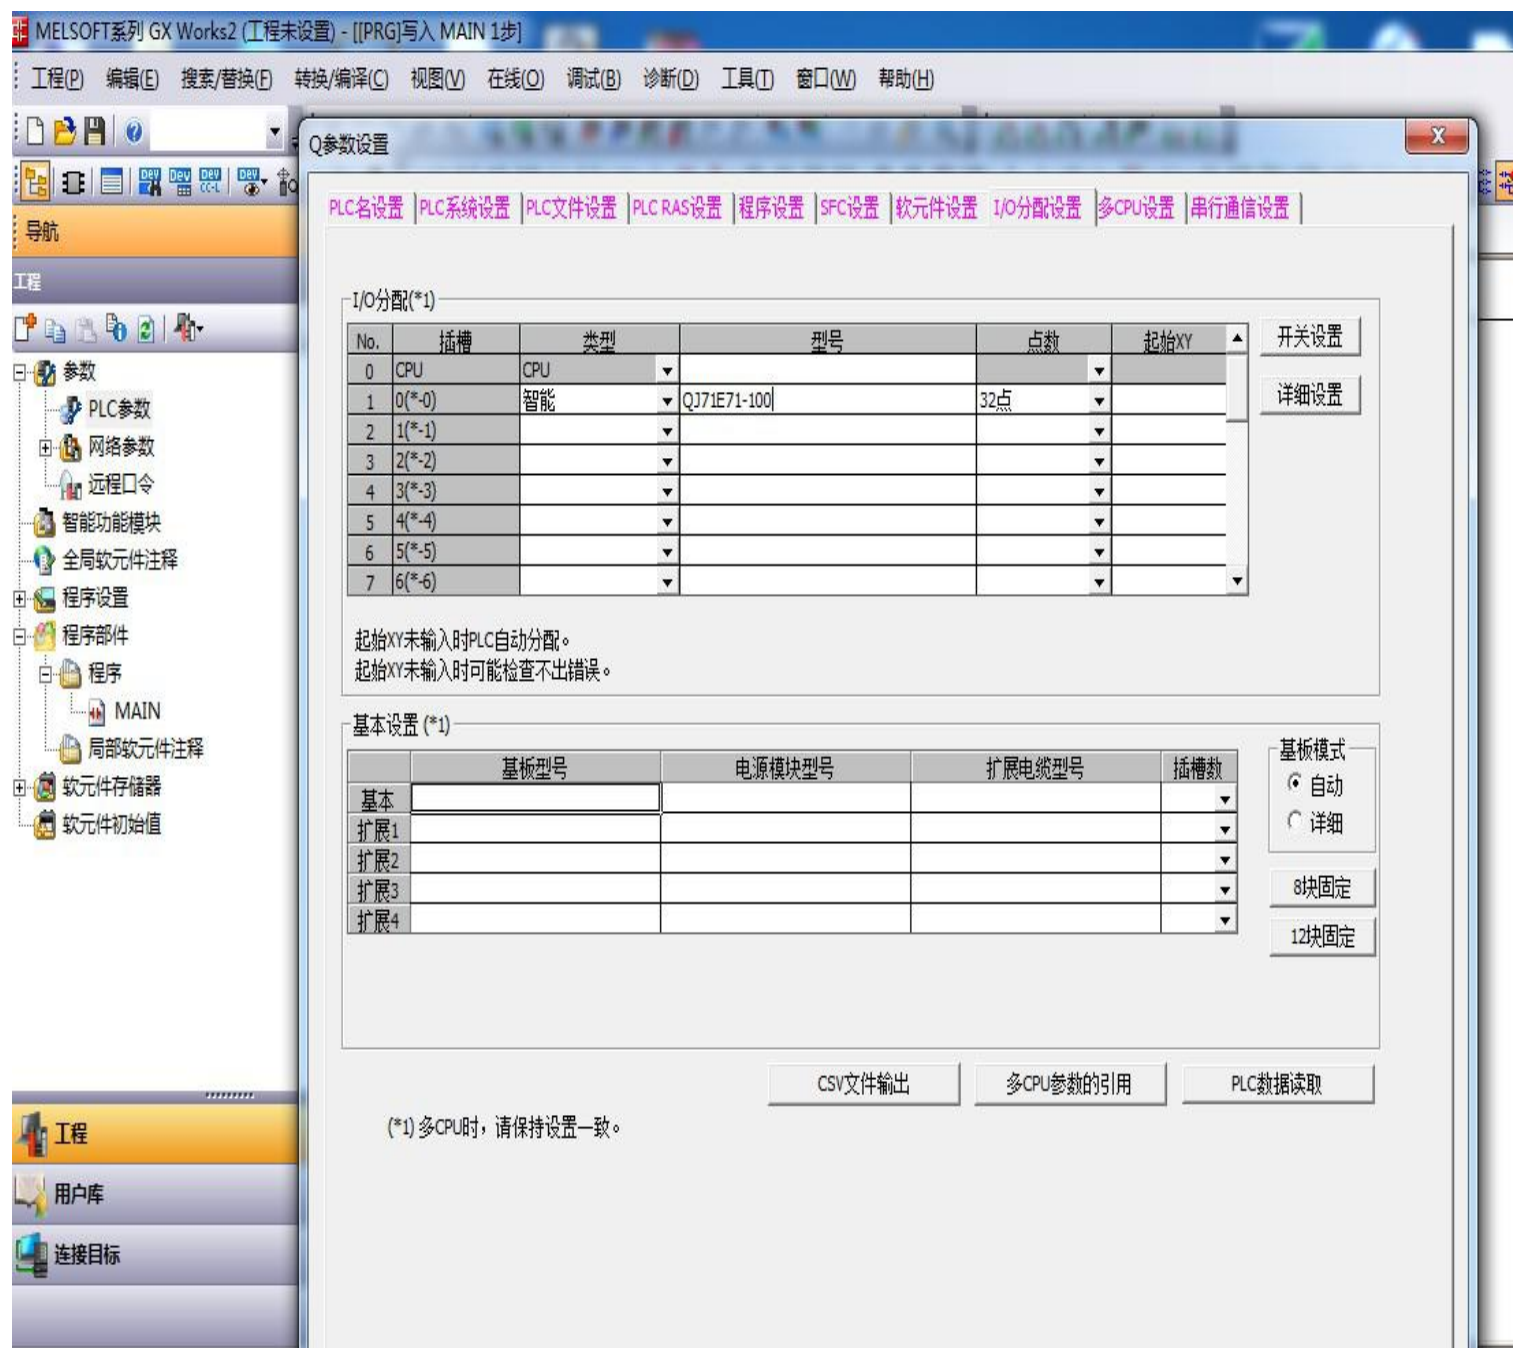 MELSOFT系列 GX Works2 (工程未设置) - [[PRG]写入 MAIN 1步]
工程(P) 编辑(E) 搜索/替换(F) 转换/编译(C) 视图(V) 在线(O) 调试(B) 诊断(D) 工具(T) 窗口(W) 帮助(H)
导航
工程
参数
PLC参数
网络参数
远程口令
智能功能模块
全局软元件注释
程序设置
程序部件
程序
MAIN
局部软元件注释
软元件存储器
软元件初始值
工程
用户库
连接目标
Q参数设置
PLC名设置 PLC系统设置 PLC文件设置 PLC RAS设置 程序设置 SFC设置 软元件设置 I/O分配设置 多CPU设置 串行通信设置
I/O分配(*1)
No. 插槽 类型 型号 点数 起始XY
0 CPU CPU
1 0(*-0) 智能 QJ71E71-100 32点
2 1(*-1)
3 2(*-2)
4 3(*-3)
5 4(*-4)
6 5(*-5)
7 6(*-6)
开关设置
详细设置
起始XY未输入时PLC自动分配。
起始XY未输入时可能检查不出错误。
基本设置 (*1)
基板型号 电源模块型号 扩展电缆型号 插槽数
基本
扩展1
扩展2
扩展3
扩展4
基板模式
自动
详细
8块固定
12块固定
CSV文件输出 多CPU参数的引用 PLC数据读取
(*1) 多CPU时，请保持设置一致。